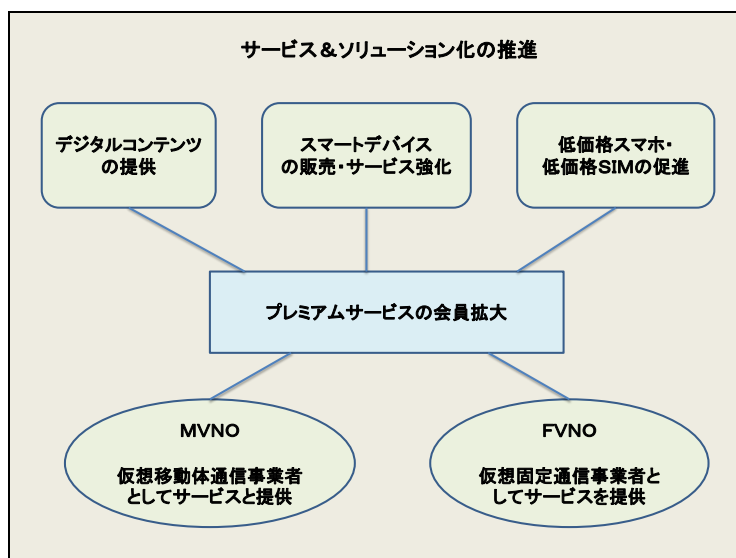 サービス＆ソリューション化の推進
デジタルコンテンツ
の提供
スマートデバイス
の販売・サービス強化
低価格スマホ・
低価格SIMの促進
プレミアムサービスの会員拡大
MVNO
仮想移動体通信事業者
としてサービスと提供
FVNO
仮想固定通信事業者と
してサービスを提供